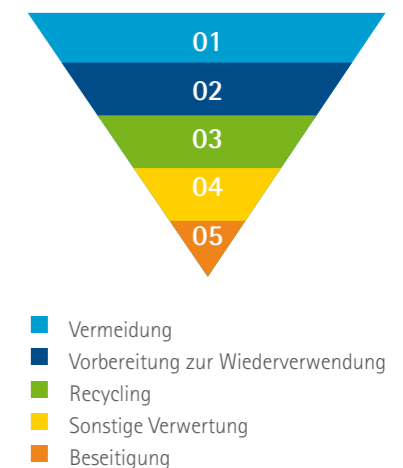 01
02
03
04
05
Vermeidung
Vorbereitung zur Wiederverwendung
Recycling
Sonstige Verwertung
Beseitigung